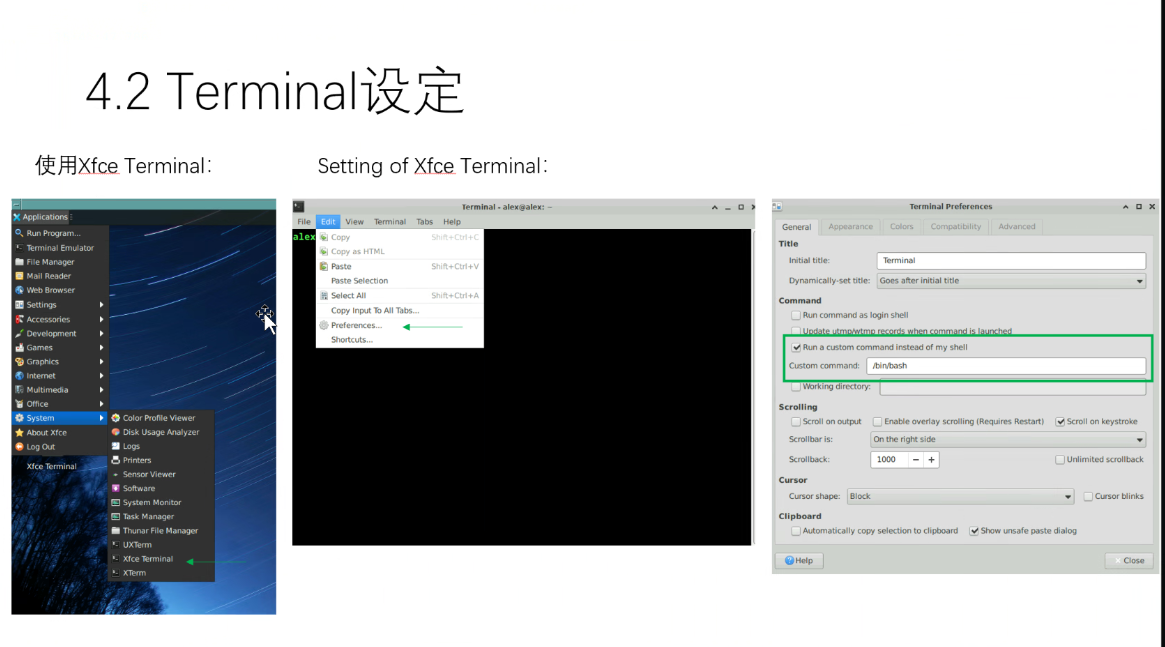 4.2 Terminal设定
使用Xfce Terminal:
Setting of Xfce Terminal:
Applications
Run Program...
Terminal Emulator
File Manager
Mail Reader
Web Browser
Settings
Accessories
Development
Games
Graphics
Internet
Multimedia
Office
System
About Xfce
Log Out
Xfce Terminal
Color Profile Viewer
Disk Usage Analyzer
Logs
Printers
Sensor Viewer
Software
System Monitor
Task Manager
Thunar File Manager
UXTerm
Xfce Terminal
XTerm
Terminal - alex@alex: ~
File Edit View Terminal Tabs Help
alex
Copy Shift+Ctrl+C
Copy as HTML
Paste Shift+Ctrl+V
Paste Selection
Select All Shift+Ctrl+A
Copy Input To All Tabs...
Preferences...
Shortcuts...
Terminal Preferences
General Appearance Colors Compatibility Advanced
Title
Initial title: Terminal
Dynamically-set title: Goes after initial title
Command
Run command as login shell
Update utmp/wtmp records when command is launched
Run a custom command instead of my shell
Custom command: /bin/bash
Working directory:
Scrolling
Scroll on output Enable overlay scrolling (Requires Restart) Scroll on keystroke
Scrollbar is: On the right side
Scrollback: 1000 − + Unlimited scrollback
Cursor
Cursor shape: Block Cursor blinks
Clipboard
Automatically copy selection to clipboard Show unsafe paste dialog
Help Close